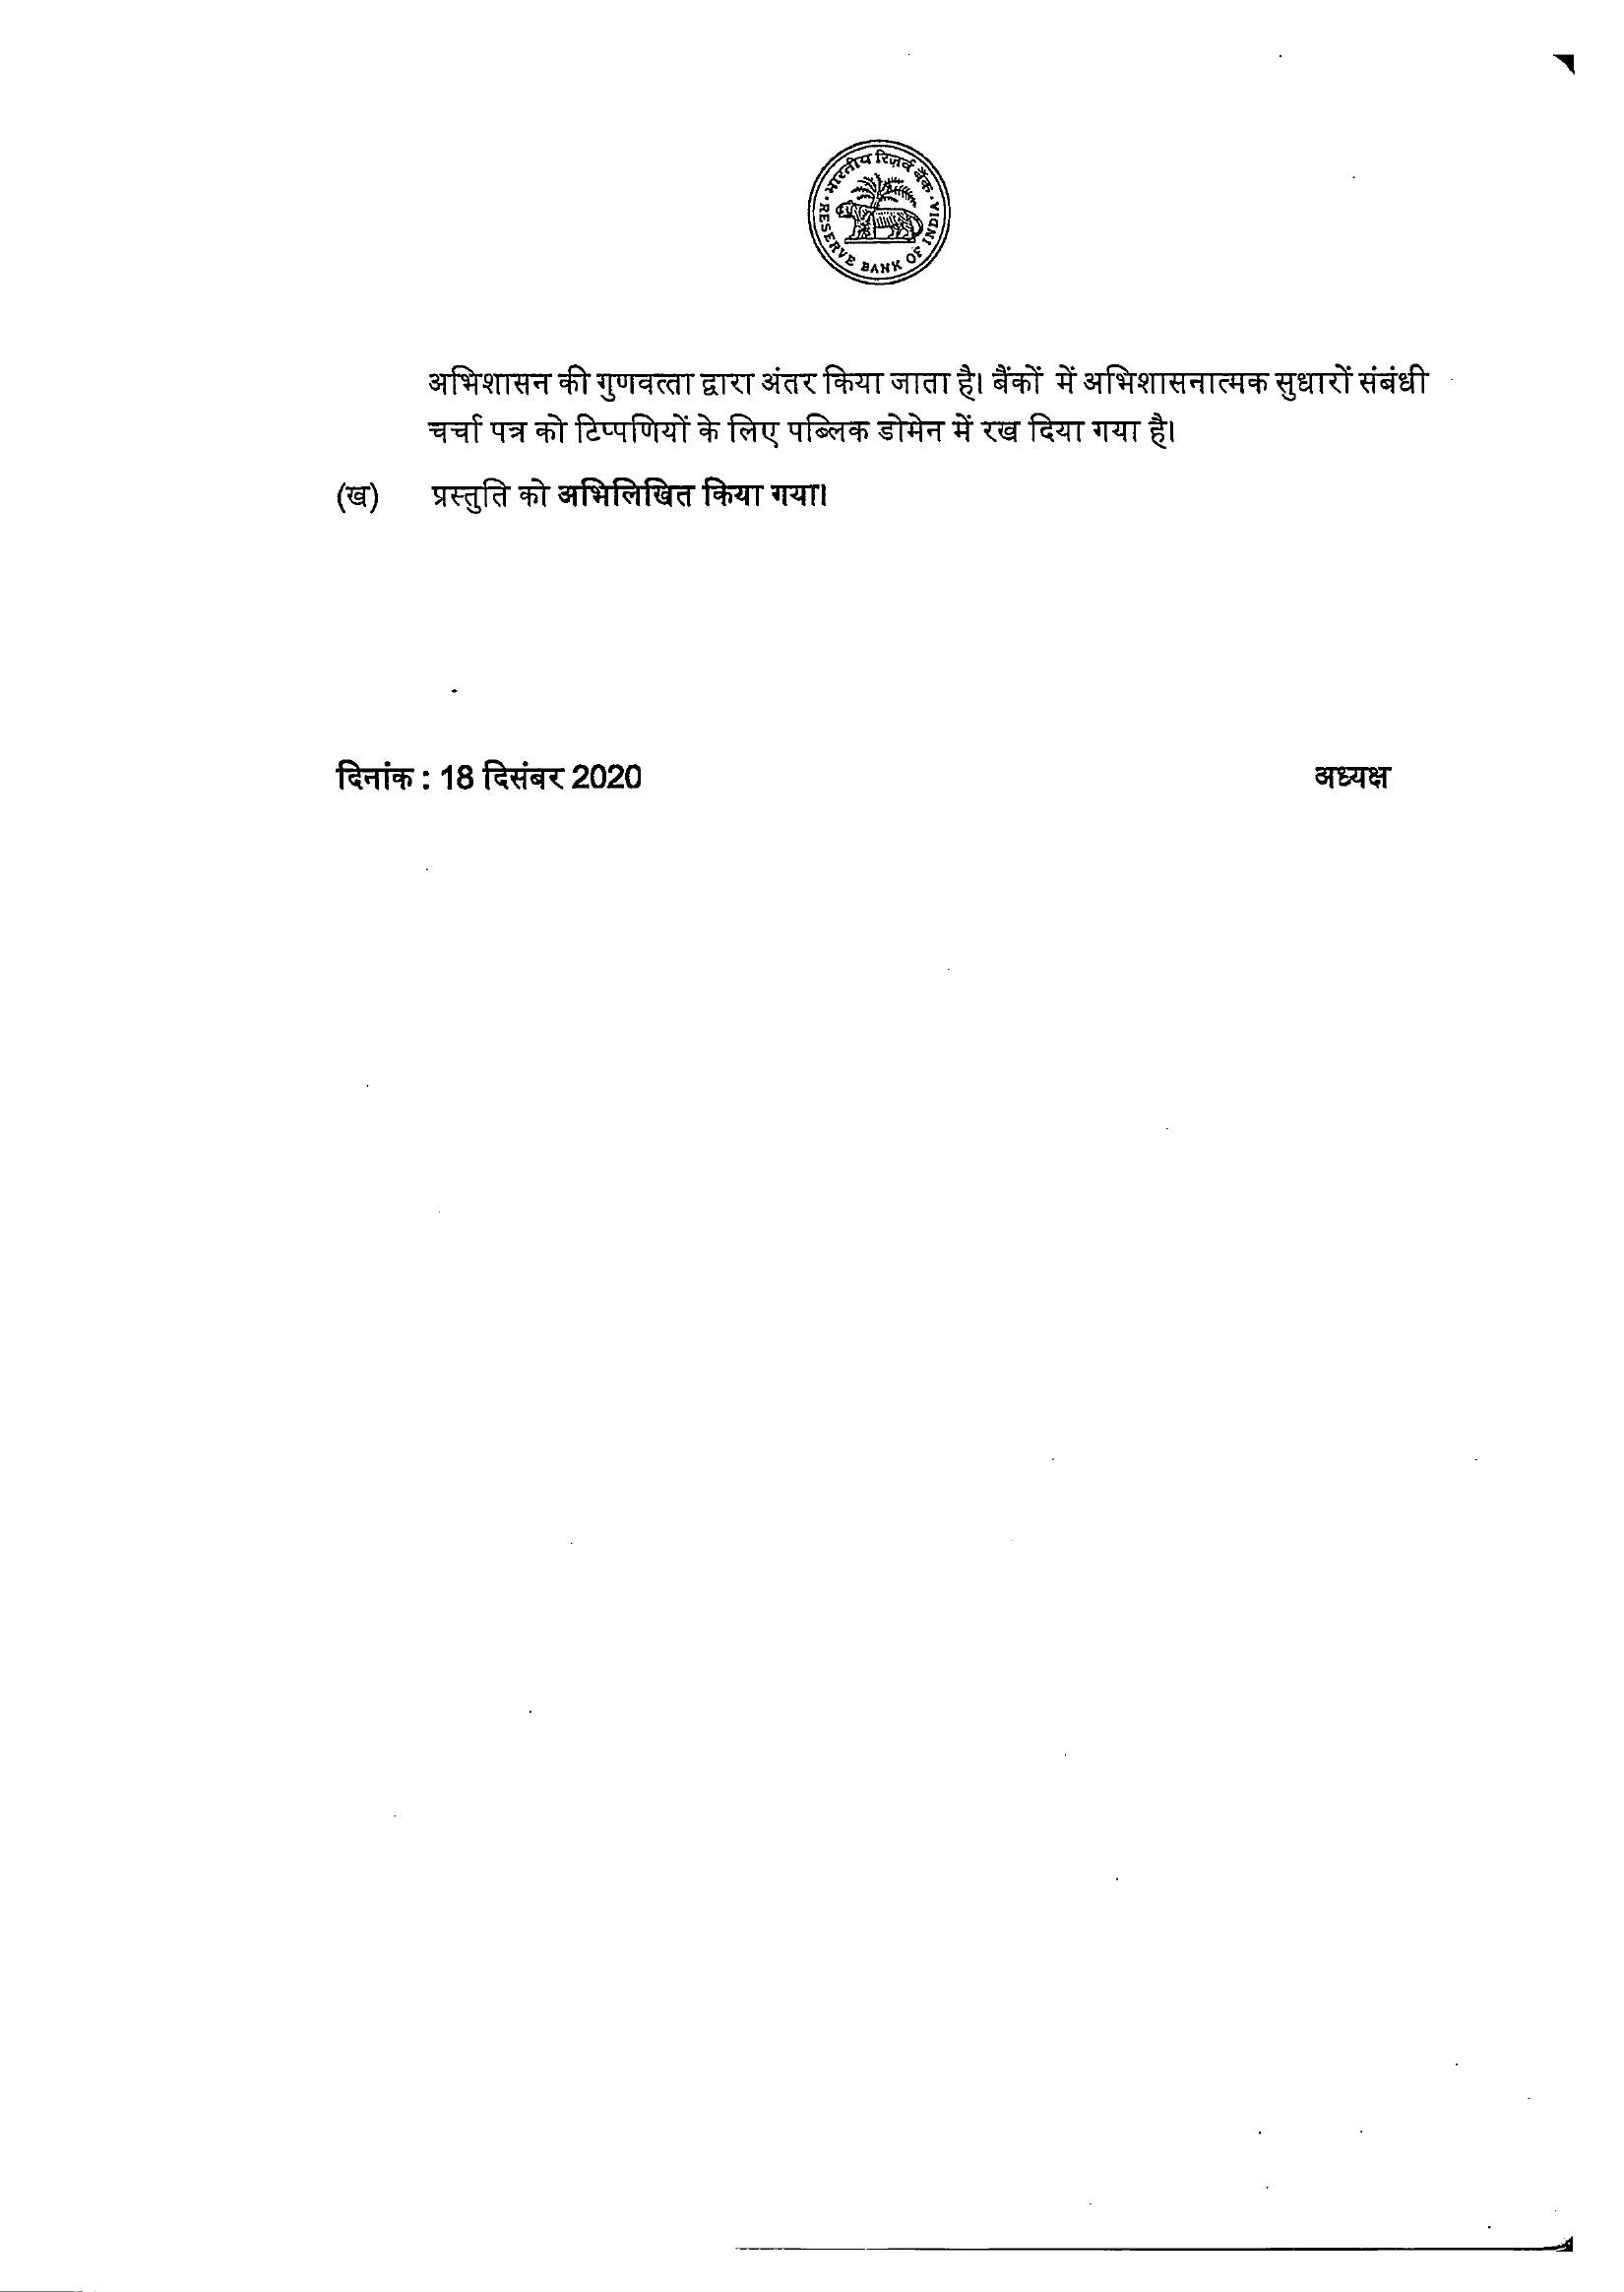 भारतीय रिज़र्व बैंक
RESERVE BANK OF INDIA
अभिशासन की गुणवत्ता द्वारा अंतर किया जाता है। बैंकों में अभिशासनात्मक सुधारों संबंधी
चर्चा पत्र को टिप्पणियों के लिए पब्लिक डोमेन में रख दिया गया है।
(ख) प्रस्तुति को अभिलिखित किया गया।
दिनांक : 18 दिसंबर 2020 अध्यक्ष